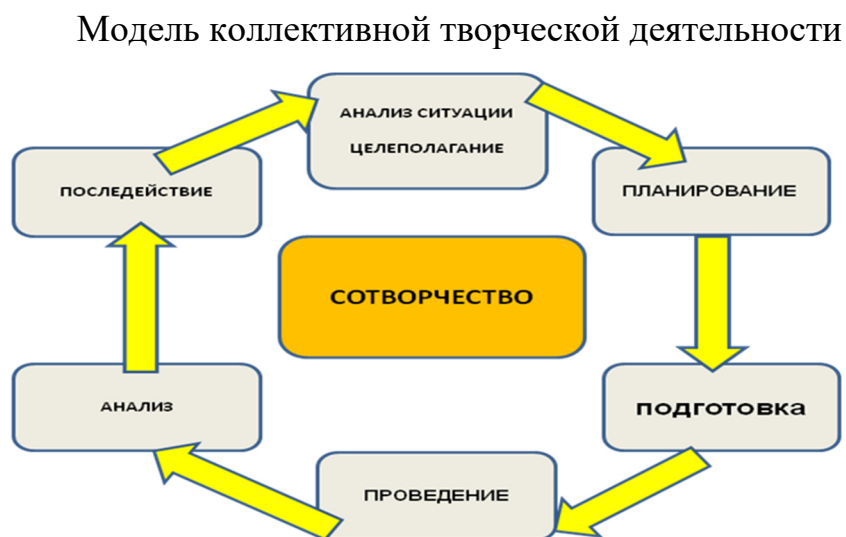 Модель коллективной творческой деятельности
АНАЛИЗ СИТУАЦИИ
ЦЕЛЕПОЛАГАНИЕ
ПОСЛЕДЕЙСТВИЕ
ПЛАНИРОВАНИЕ
СОТВОРЧЕСТВО
АНАЛИЗ
подготовка
ПРОВЕДЕНИЕ